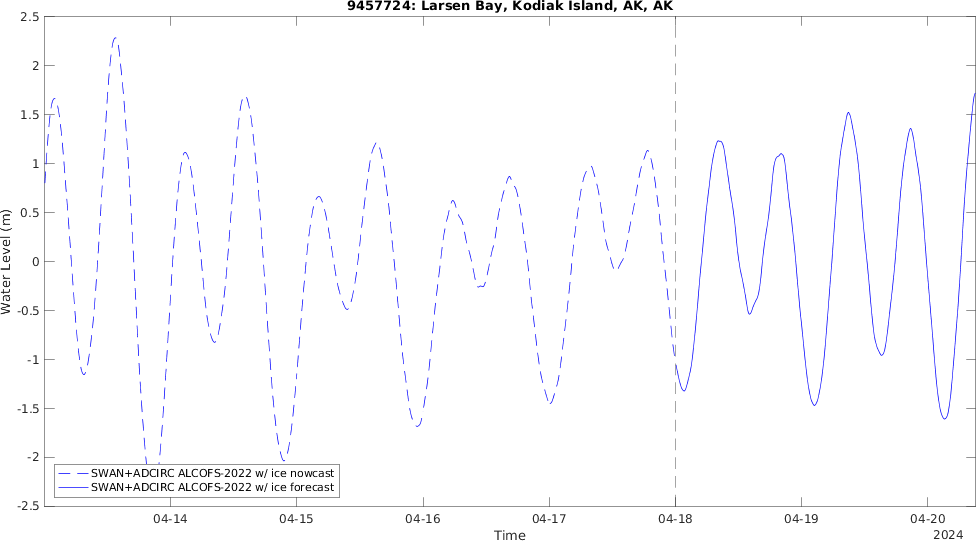 9457724: Larsen Bay, Kodiak Island, AK, AK
2.5
2
1.5
1
0.5
0
-0.5
-1
-1.5
-2
-2.5
Water Level (m)
SWAN+ADCIRC ALCOFS-2022 w/ ice nowcast
SWAN+ADCIRC ALCOFS-2022 w/ ice forecast
04-14 04-15 04-16 04-17 04-18 04-19 04-20
Time
2024